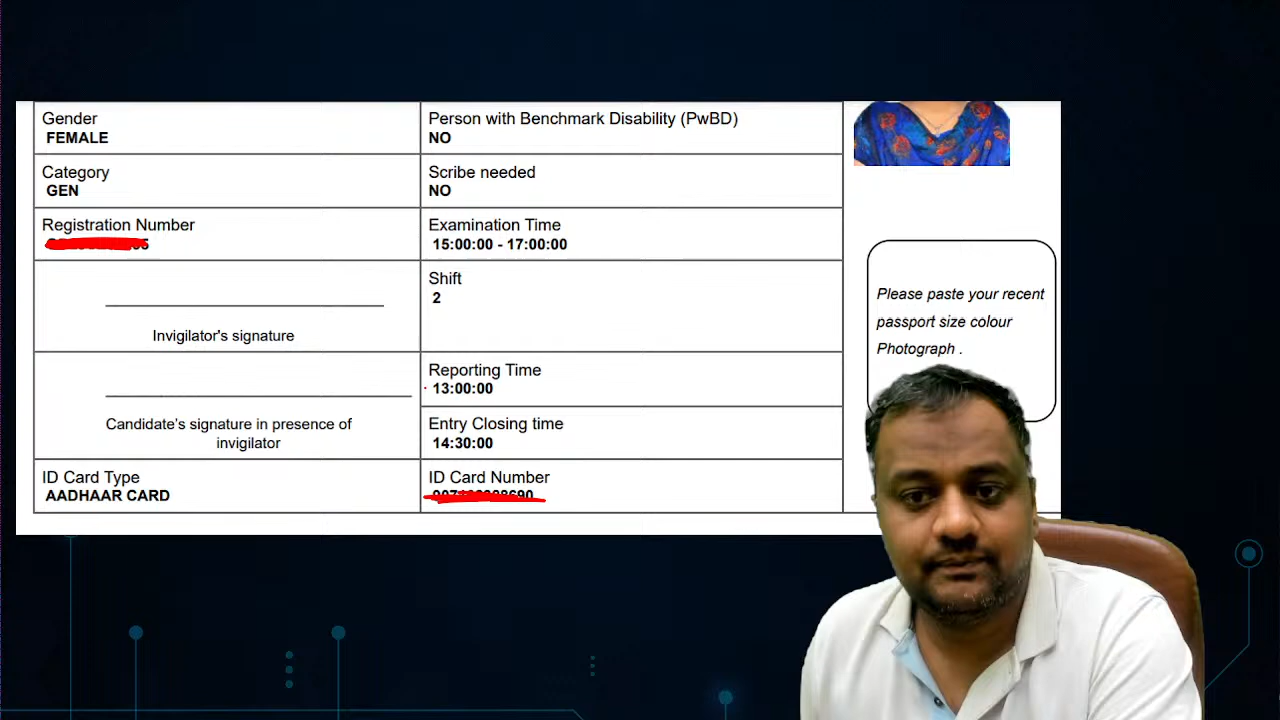 Gender
FEMALE
Person with Benchmark Disability (PwBD)
NO
Category
GEN
Scribe needed
NO
Registration Number
Examination Time
15:00:00 - 17:00:00
Shift
2
Invigilator's signature
Reporting Time
13:00:00
Candidate's signature in presence of
invigilator
Entry Closing time
14:30:00
ID Card Type
AADHAAR CARD
ID Card Number
Please paste your recent
passport size colour
Photograph .